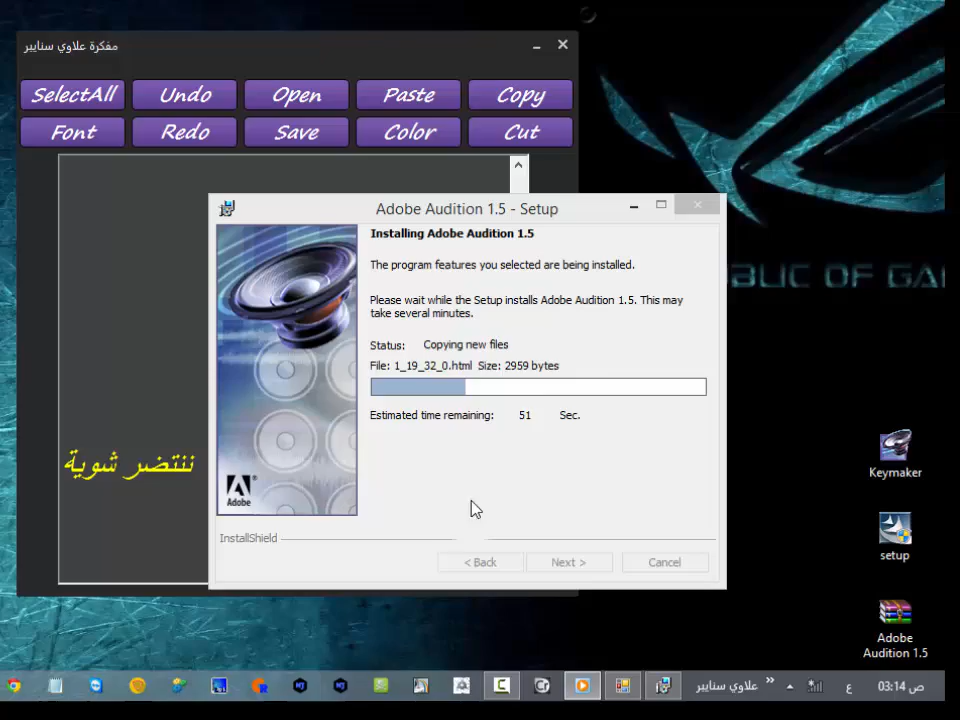 مفكرة علاوي سنايبر
SelectAll
Undo
Open
Paste
Copy
Font
Redo
Save
Color
Cut
Adobe Audition 1.5 - Setup
Installing Adobe Audition 1.5
The program features you selected are being installed.
Please wait while the Setup installs Adobe Audition 1.5. This may
take several minutes.
Status: Copying new files
File: 1_19_32_0.html Size: 2959 bytes
Estimated time remaining: 51 Sec.
ننتضر شوية
Adobe
InstallShield
< Back
Next >
Cancel
Keymaker
setup
Adobe
Audition 1.5
علاوي سنايبر
ع
03:14 ص